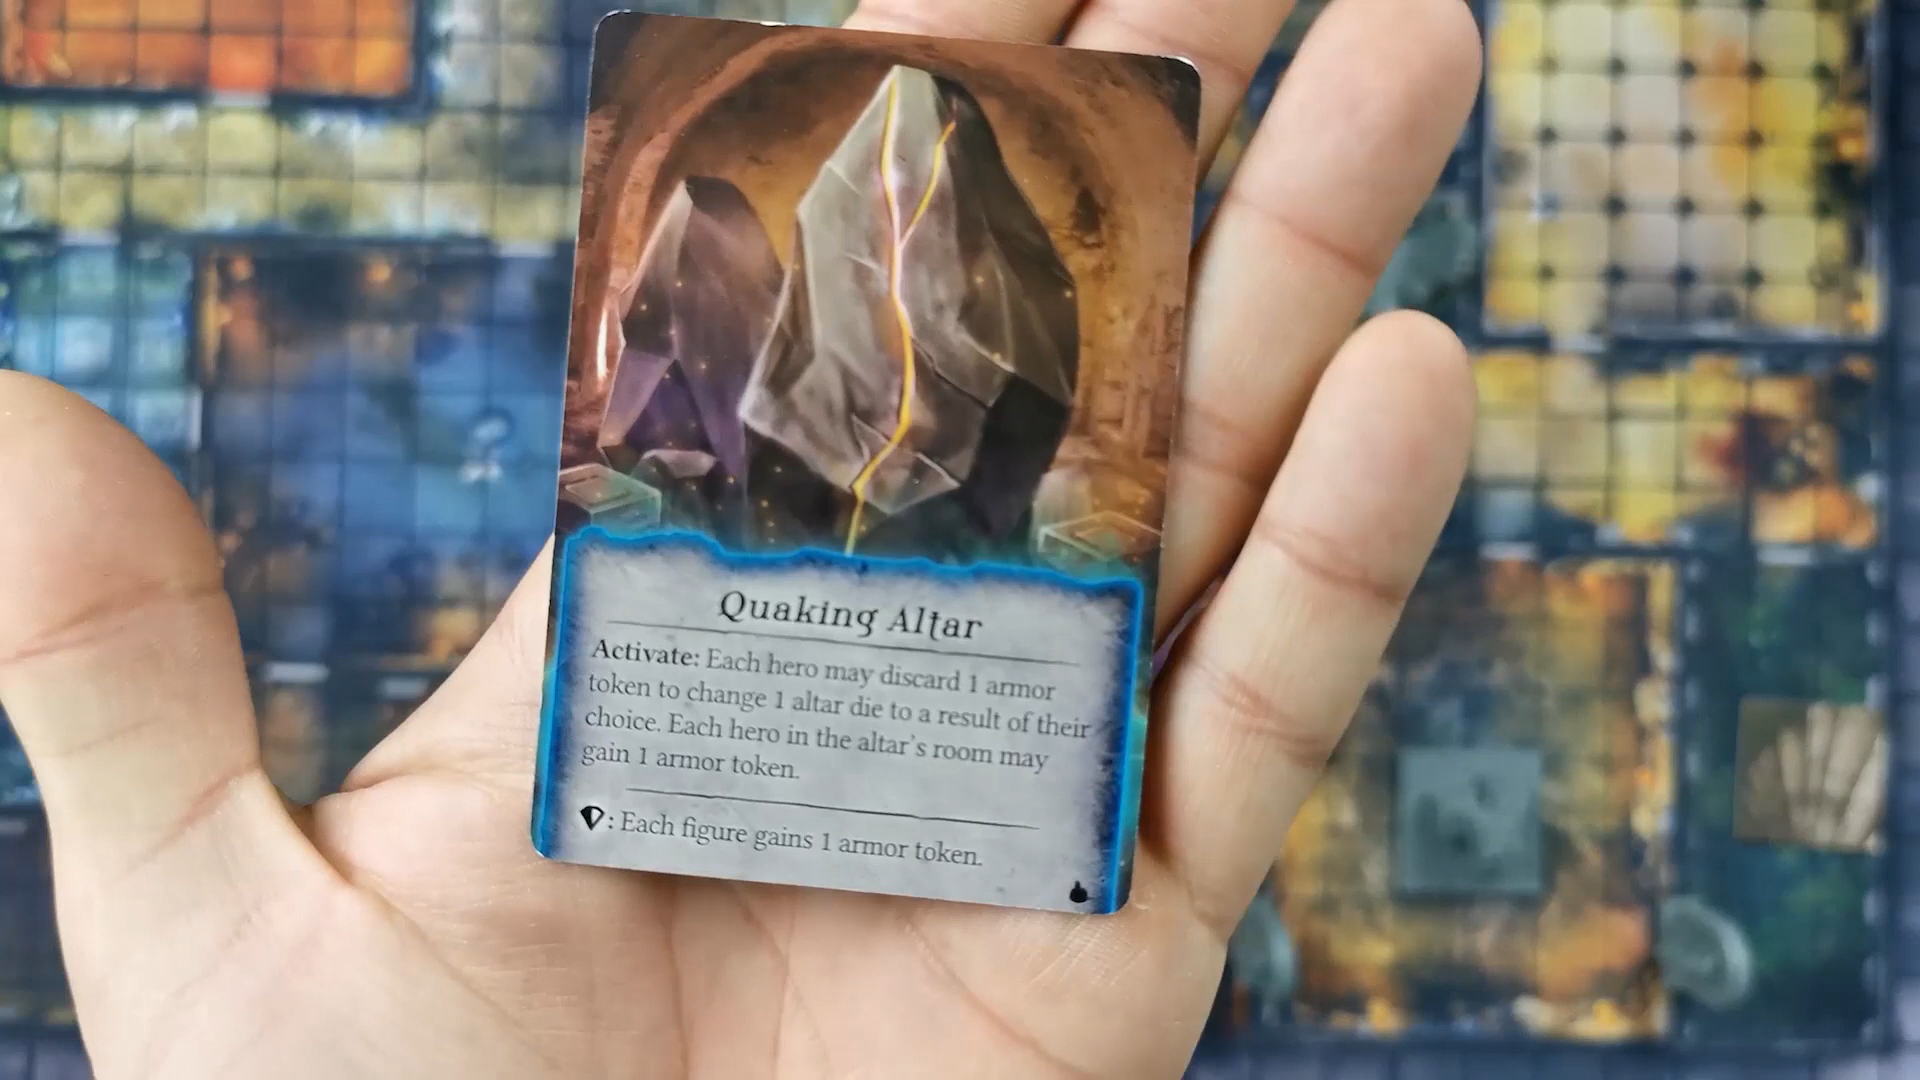 Quaking Altar
Activate: Each hero may discard 1 armor
token to change 1 altar die to a result of their
choice. Each hero in the altar's room may
gain 1 armor token.
: Each figure gains 1 armor token.